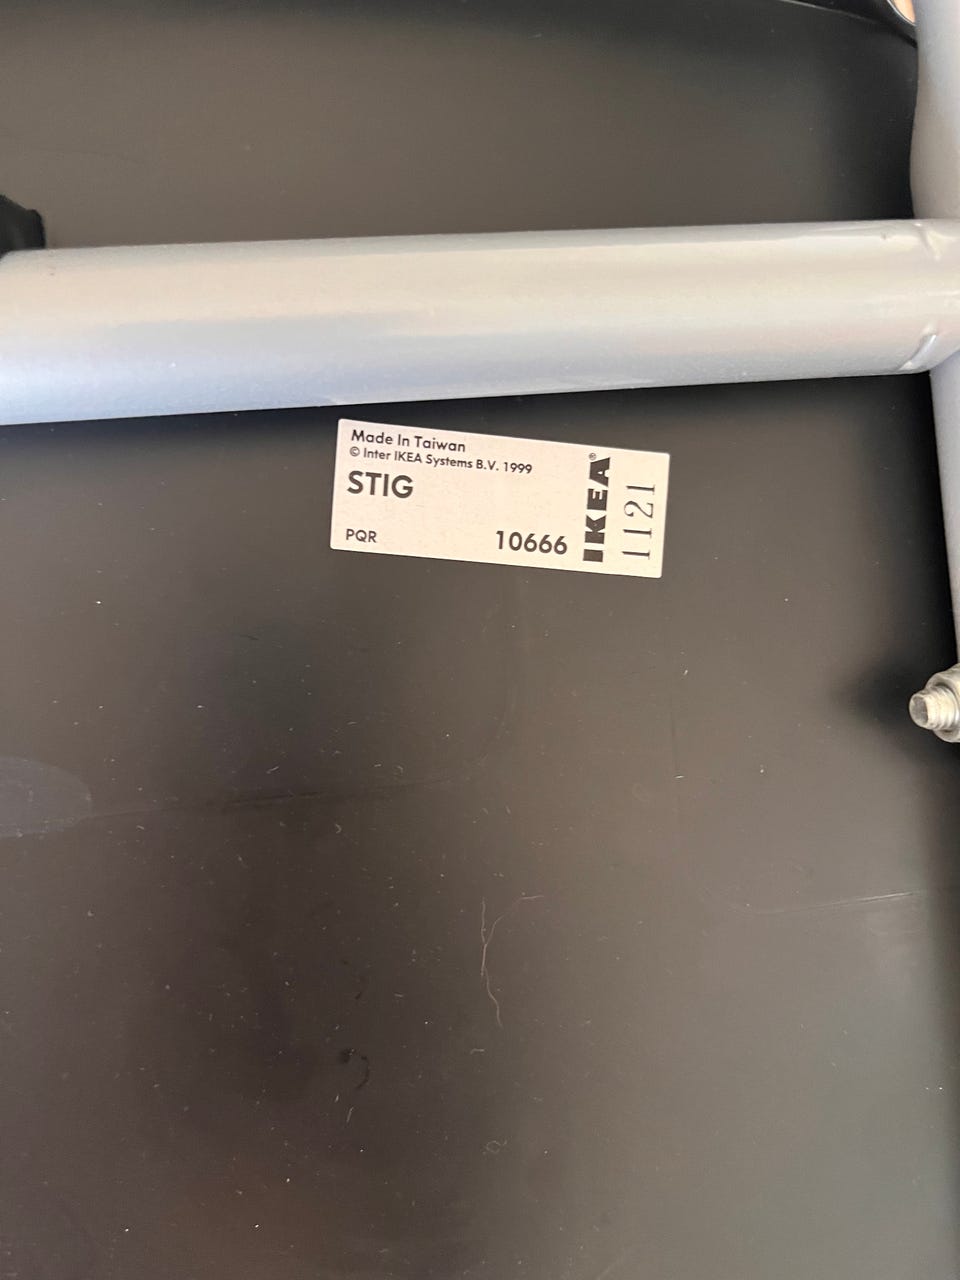 Made In Taiwan
© Inter IKEA Systems B.V. 1999
STIG
PQR
10666
IKEA®
1121